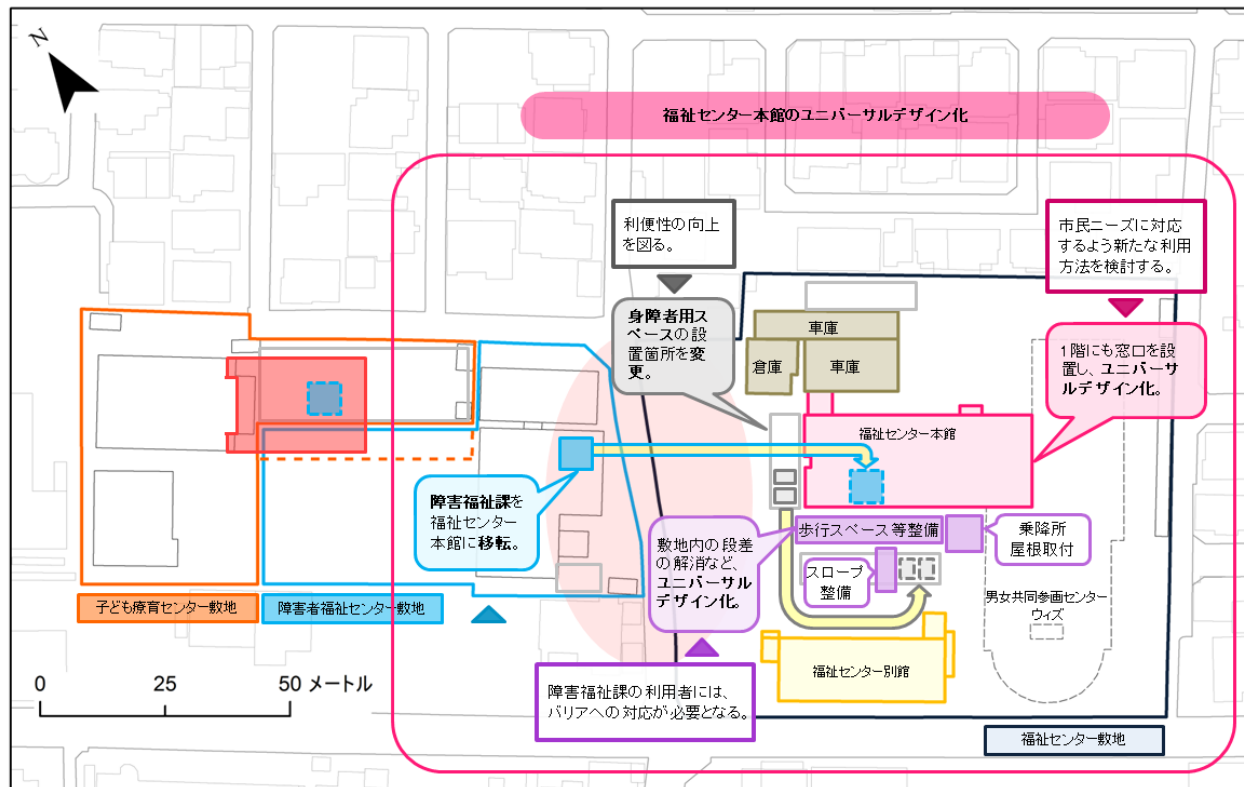 N
福祉センター本館のユニバーサルデザイン化
利便性の向上
を図る。
市民ニーズに対応
するよう新たな利用
方法を検討する。
身障者用ス
ペースの設
置箇所を変
更。
車庫
倉庫
車庫
1階にも窓口を設
置し、ユニバーサ
ルデザイン化。
福祉センター本館
障害福祉課を
福祉センター
本館に移転。
敷地内の段差
の解消など、
ユニバーサル
デザイン化。
歩行スペース等整備
乗降所
屋根取付
スロープ
整備
男女共同参画センター
ウィズ
子ども療育センター敷地
障害者福祉センター敷地
福祉センター別館
0 25 50 メートル
障害福祉課の利用者には、
バリアへの対応が必要となる。
福祉センター敷地